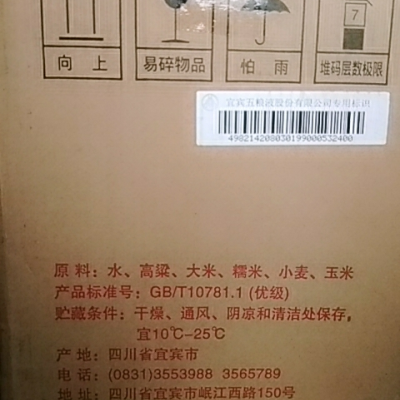 7
向上 易碎物品 怕雨 堆码层数极限
宜宾五粮液股份有限公司专用标识
4982142080301990005​32400
原料：水、高粱、大米、糯米、小麦、玉米
产品标准号：GB/T10781.1 (优级)
贮藏条件：干燥、通风、阴凉和清洁处保存，
宜10℃-25℃
产地：四川省宜宾市
电话：(0831)3553988 3565789
地址：四川省宜宾市岷江西路150号